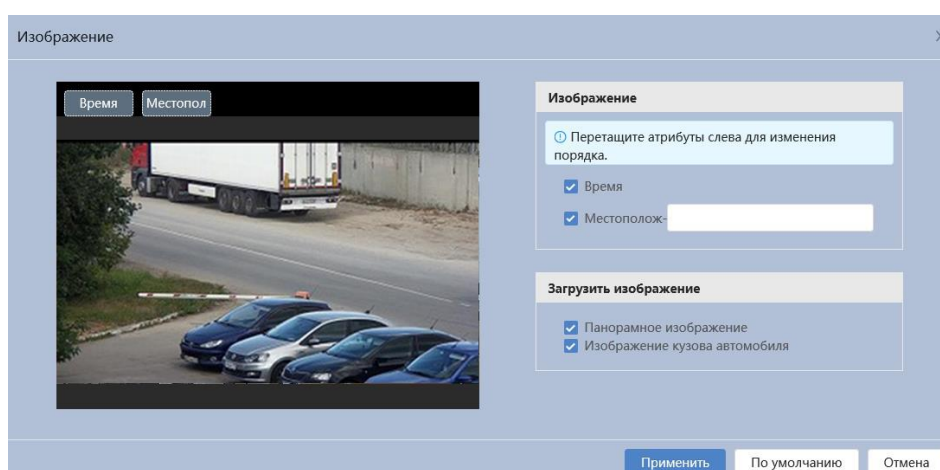 Изображение
Время
Местопол
Изображение
Перетащите атрибуты слева для изменения
порядка.
Время
Местополож-
Загрузить изображение
Панорамное изображение
Изображение кузова автомобиля
Применить
По умолчанию
Отмена